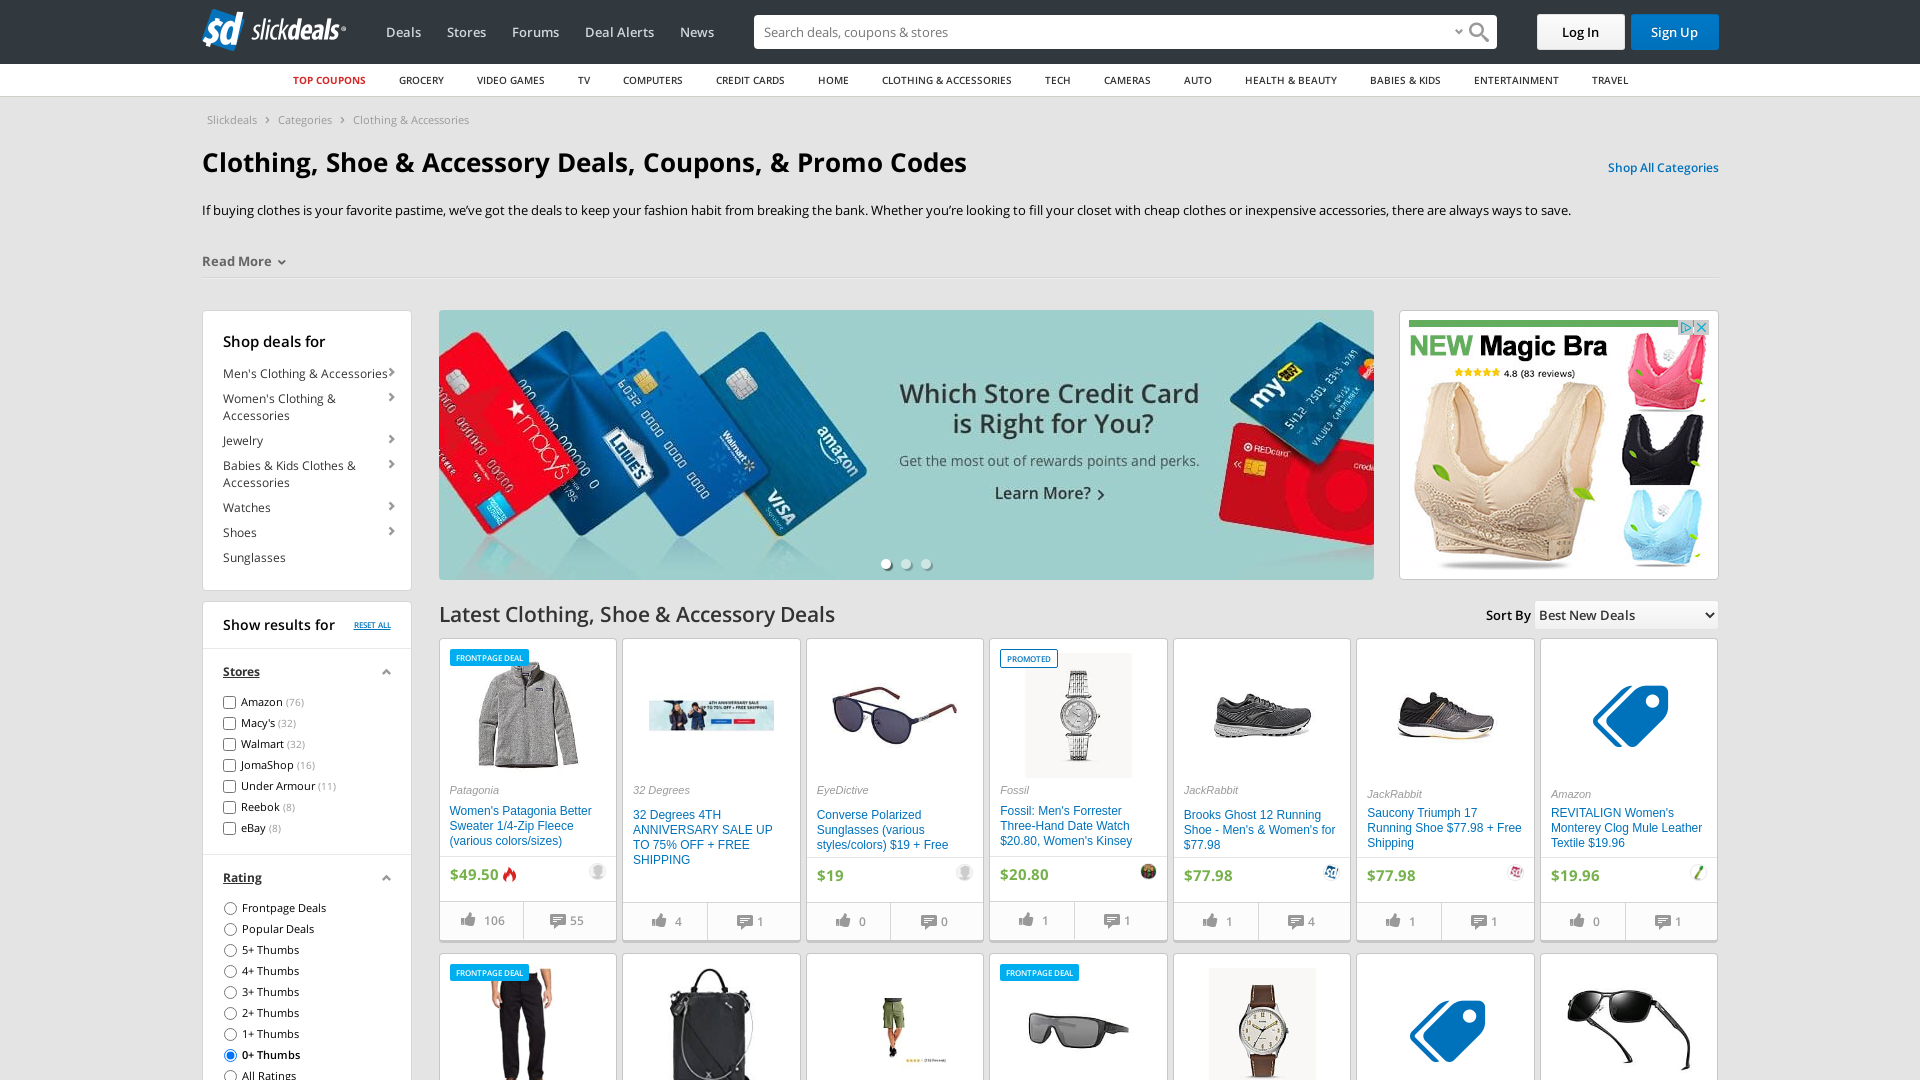 sd slickdeals
Deals
Stores
Forums
Deal Alerts
News
Search deals, coupons & stores
Log In
Sign Up
TOP COUPONS
GROCERY
VIDEO GAMES
TV
COMPUTERS
CREDIT CARDS
HOME
CLOTHING & ACCESSORIES
TECH
CAMERAS
AUTO
HEALTH & BEAUTY
BABIES & KIDS
ENTERTAINMENT
TRAVEL
Slickdeals
Categories
Clothing & Accessories
Clothing, Shoe & Accessory Deals, Coupons, & Promo Codes
Shop All Categories
If buying clothes is your favorite pastime, we’ve got the deals to keep your fashion habit from breaking the bank. Whether you’re looking to fill your closet with cheap clothes or inexpensive accessories, there are always ways to save.
Read More
Shop deals for
Men's Clothing & Accessories
Women's Clothing &
Accessories
Jewelry
Babies & Kids Clothes &
Accessories
Watches
Shoes
Sunglasses
macy's
LOWE'S
Walmart
amazon
VISA
Which Store Credit Card
is Right for You?
Get the most out of rewards points and perks.
Learn More?
my BEST BUY
REDcard
NEW Magic Bra
4.8 (83 reviews)
Show results for
RESET ALL
Stores
Amazon (76)
Macy's (32)
Walmart (32)
JomaShop (16)
Under Armour (11)
Reebok (8)
eBay (8)
Rating
Frontpage Deals
Popular Deals
5+ Thumbs
4+ Thumbs
3+ Thumbs
2+ Thumbs
1+ Thumbs
0+ Thumbs
All Ratings
Latest Clothing, Shoe & Accessory Deals
Sort By
Best New Deals
FRONTPAGE DEAL
Patagonia
Women's Patagonia Better
Sweater 1/4-Zip Fleece
(various colors/sizes)
$49.50
106
55
32 Degrees
32 Degrees 4TH
ANNIVERSARY SALE UP
TO 75% OFF + FREE
SHIPPING
4
1
EyeDictive
Converse Polarized
Sunglasses (various
styles/colors) $19 + Free
$19
0
0
PROMOTED
Fossil
Fossil: Men's Forrester
Three-Hand Date Watch
$20.80, Women's Kinsey
$20.80
1
1
JackRabbit
Brooks Ghost 12 Running
Shoe - Men's & Women's for
$77.98
$77.98
1
4
JackRabbit
Saucony Triumph 17
Running Shoe $77.98 + Free
Shipping
$77.98
1
1
Amazon
REVITALIGN Women's
Monterey Clog Mule Leather
Textile $19.96
$19.96
0
1
FRONTPAGE DEAL
FRONTPAGE DEAL